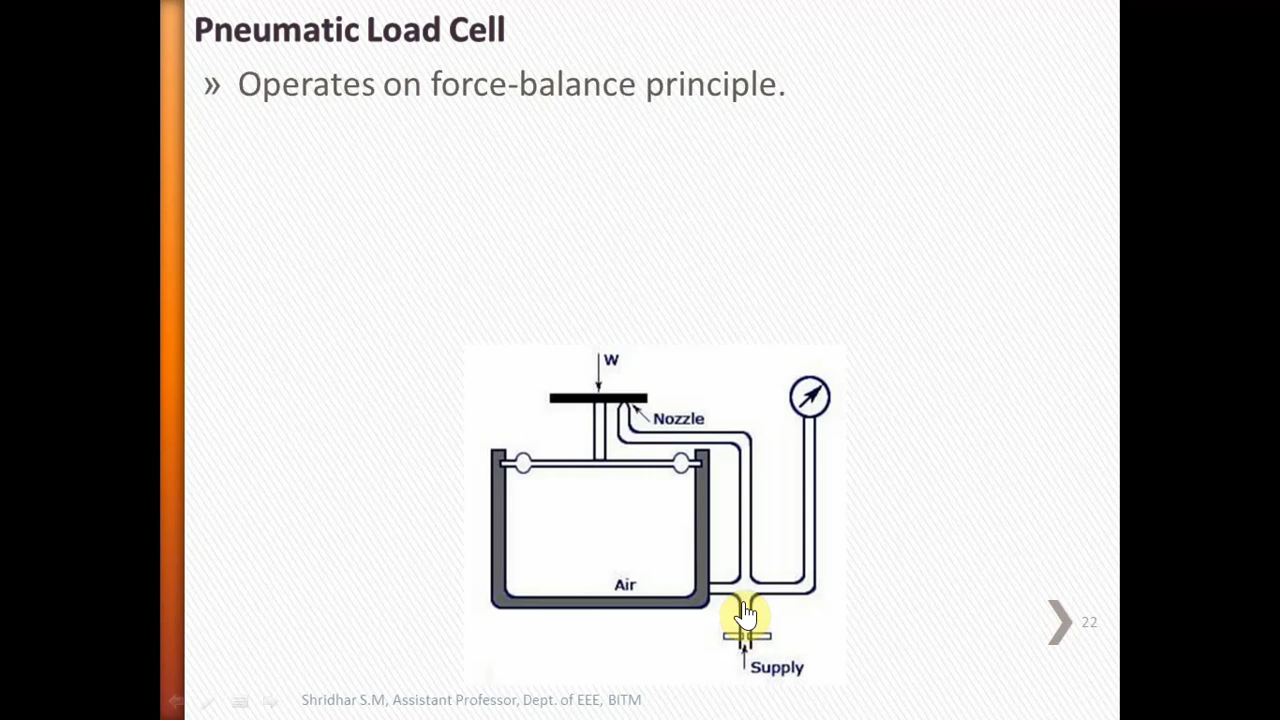 Pneumatic Load Cell
» Operates on force-balance principle.
W
Nozzle
Air
Supply
22
Shridhar S.M, Assistant Professor, Dept. of EEE, BITM